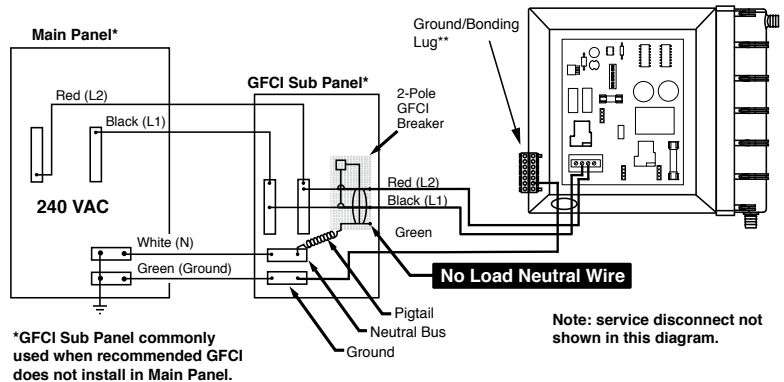 Main Panel*
GFCI Sub Panel*
2-Pole
GFCI
Breaker
Ground/Bonding
Lug**
Red (L2)
Black (L1)
240 VAC
White (N)
Green (Ground)
Red (L2)
Black (L1)
Green
No Load Neutral Wire
Pigtail
Neutral Bus
Ground
*GFCI Sub Panel commonly
used when recommended GFCI
does not install in Main Panel.
Note: service disconnect not
shown in this diagram.